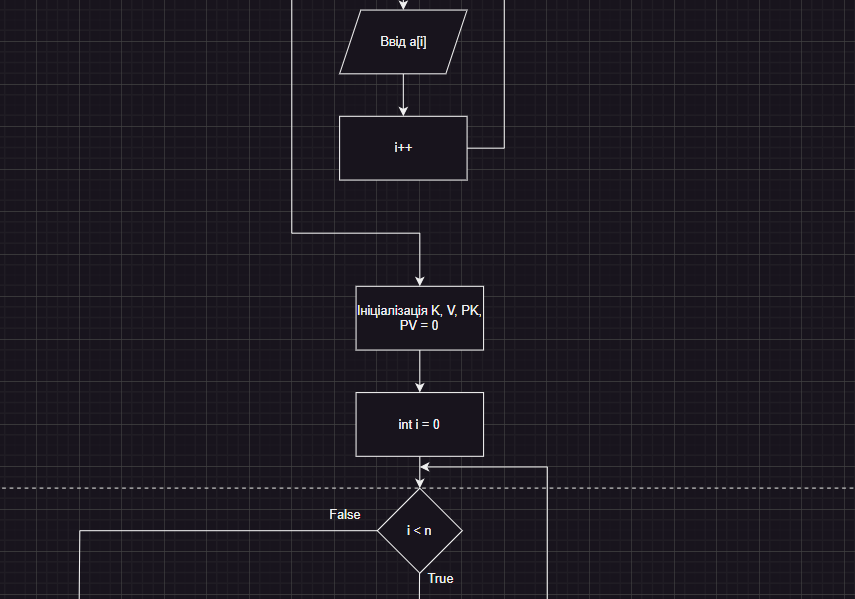 Ввід a[i]
i++
Ініціалізація K, V, PK,
PV = 0
int i = 0
False
i < n
True